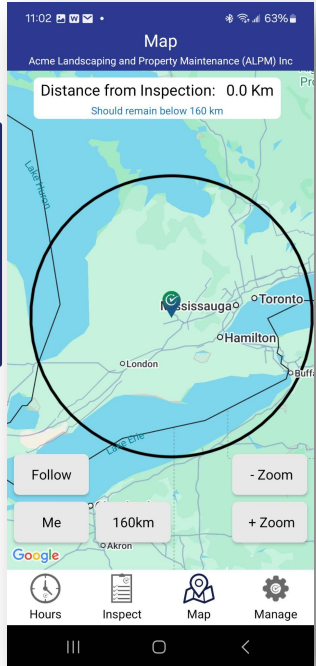 11:02
63%
Map
Acme Landscaping and Property Maintenance (ALPM) Inc
Distance from Inspection: 0.0 Km
Should remain below 160 km
Lake Huron
Mississauga
Toronto
Hamilton
London
Lake Erie
Follow
- Zoom
Me
160km
+ Zoom
Akron
Google
Hours
Inspect
Map
Manage